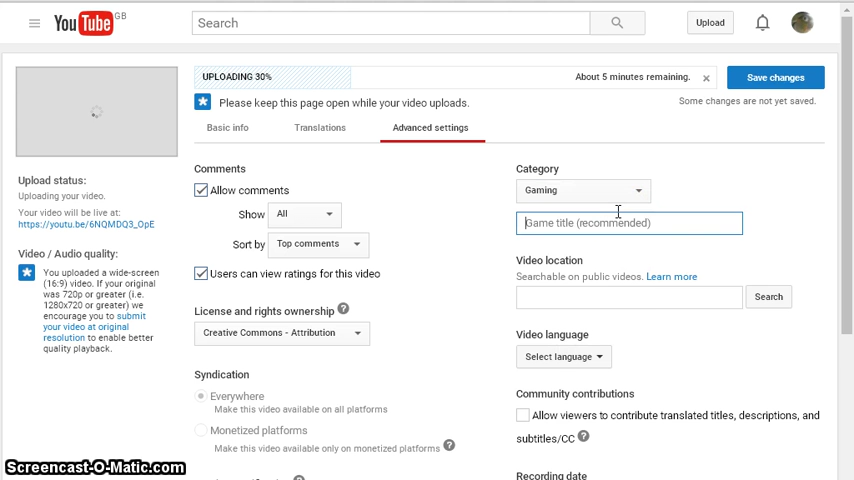 YouTube GB
Search
Upload
UPLOADING 30%
About 5 minutes remaining.
Save changes
Please keep this page open while your video uploads.
Some changes are not yet saved.
Basic info
Translations
Advanced settings
Upload status:
Uploading your video.
Your video will be live at:
https://youtu.be/6NQMDQ3_OpE
Video / Audio quality:
You uploaded a wide-screen
(16:9) video. If your original
was 720p or greater (i.e.
1280x720 or greater) we
encourage you to submit
your video at original
resolution to enable better
quality playback.
Comments
Allow comments
Show All
Sort by Top comments
Users can view ratings for this video
License and rights ownership ?
Creative Commons - Attribution
Syndication
Everywhere
Make this video available on all platforms
Monetized platforms
Make this video available only on monetized platforms ?
Category
Gaming
Game title (recommended)
Video location
Searchable on public videos. Learn more
Search
Video language
Select language
Community contributions
Allow viewers to contribute translated titles, descriptions, and
subtitles/CC ?
Recording date
Screencast-O-Matic.com